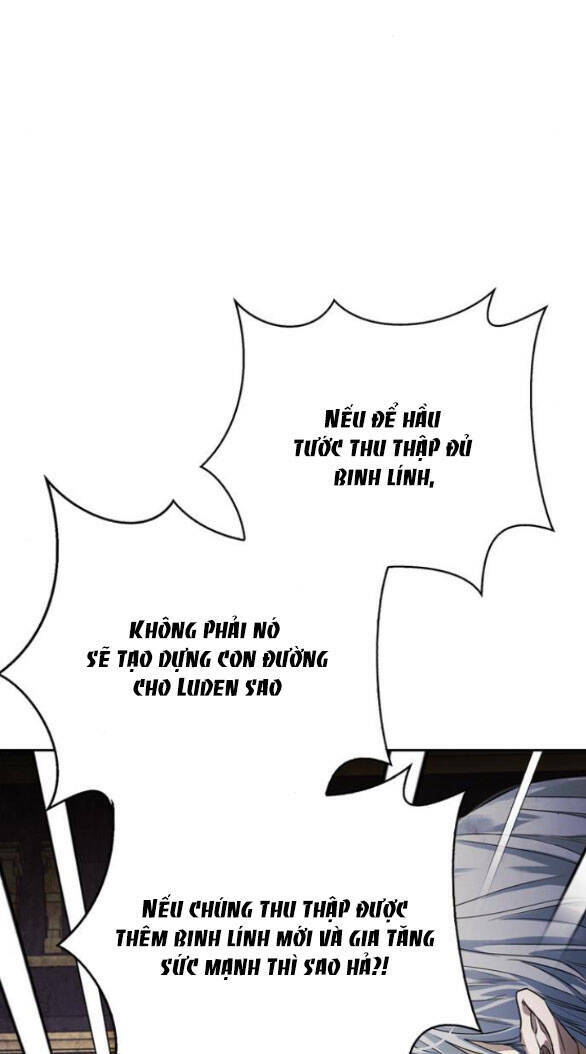 NẾU ĐỂ HẦU
TƯỚC THU THẬP ĐỦ
BINH LÍNH,
KHÔNG PHẢI NÓ
SẼ TẠO DỰNG CON ĐƯỜNG
CHO LUDEN SAO
NẾU CHÚNG THU THẬP ĐƯỢC
THÊM BINH LÍNH MỚI VÀ GIA TĂNG
SỨC MẠNH THÌ SAO HẢ?!